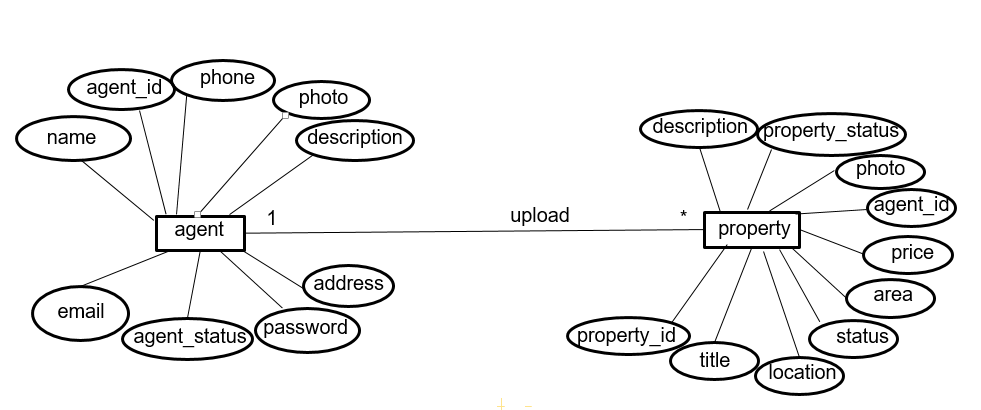 agent_id
phone
photo
name
description
agent
1
upload
*
property
email
agent_status
password
address
description
property_status
photo
agent_id
price
area
status
location
title
property_id